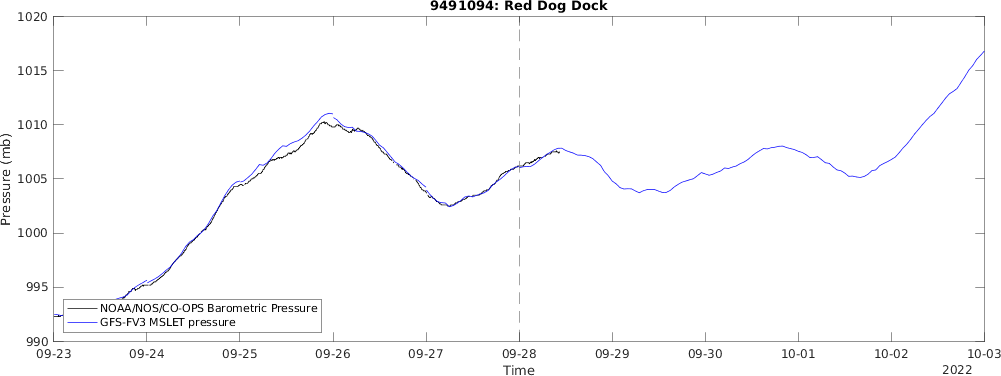 9491094: Red Dog Dock
1020
1015
1010
1005
1000
995
990
Pressure (mb)
NOAA/NOS/CO-OPS Barometric Pressure
GFS-FV3 MSLET pressure
09-23 09-24 09-25 09-26 09-27 09-28 09-29 09-30 10-01 10-02 10-03
Time
2022